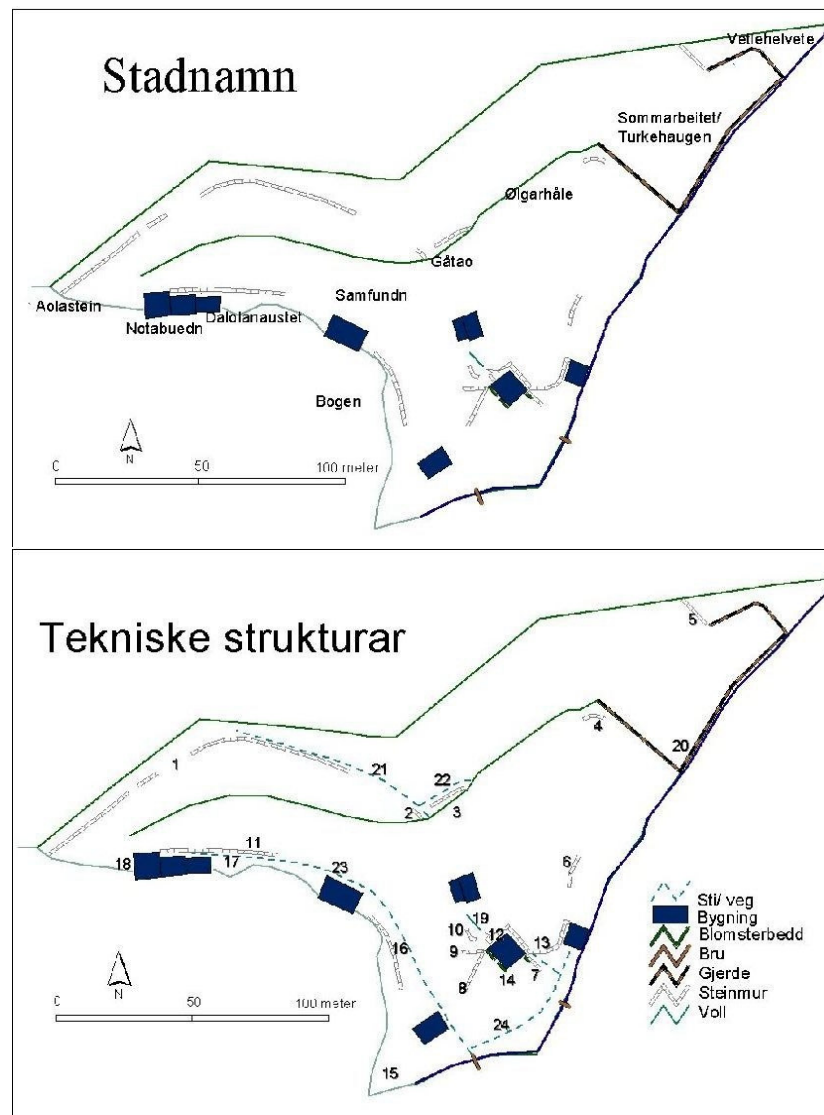 Stadnamn
Vetlehelvete
Sommarbeitet/
Turkehaugen
Ølgarhåle
Gåtao
Aolastein
Samfundn
Notabuedn
Dalolanaustet
Bogen
N
0 50 100 meter
Tekniske strukturar
5
4
20
1
21
22
2
3
11
18
17
23
6
19
10
12
16
9
13
7
14
8
24
15
Sti/ veg
Bygning
Blomsterbedd
Bru
Gjerde
Steinmur
Voll
N
0 50 100 meter